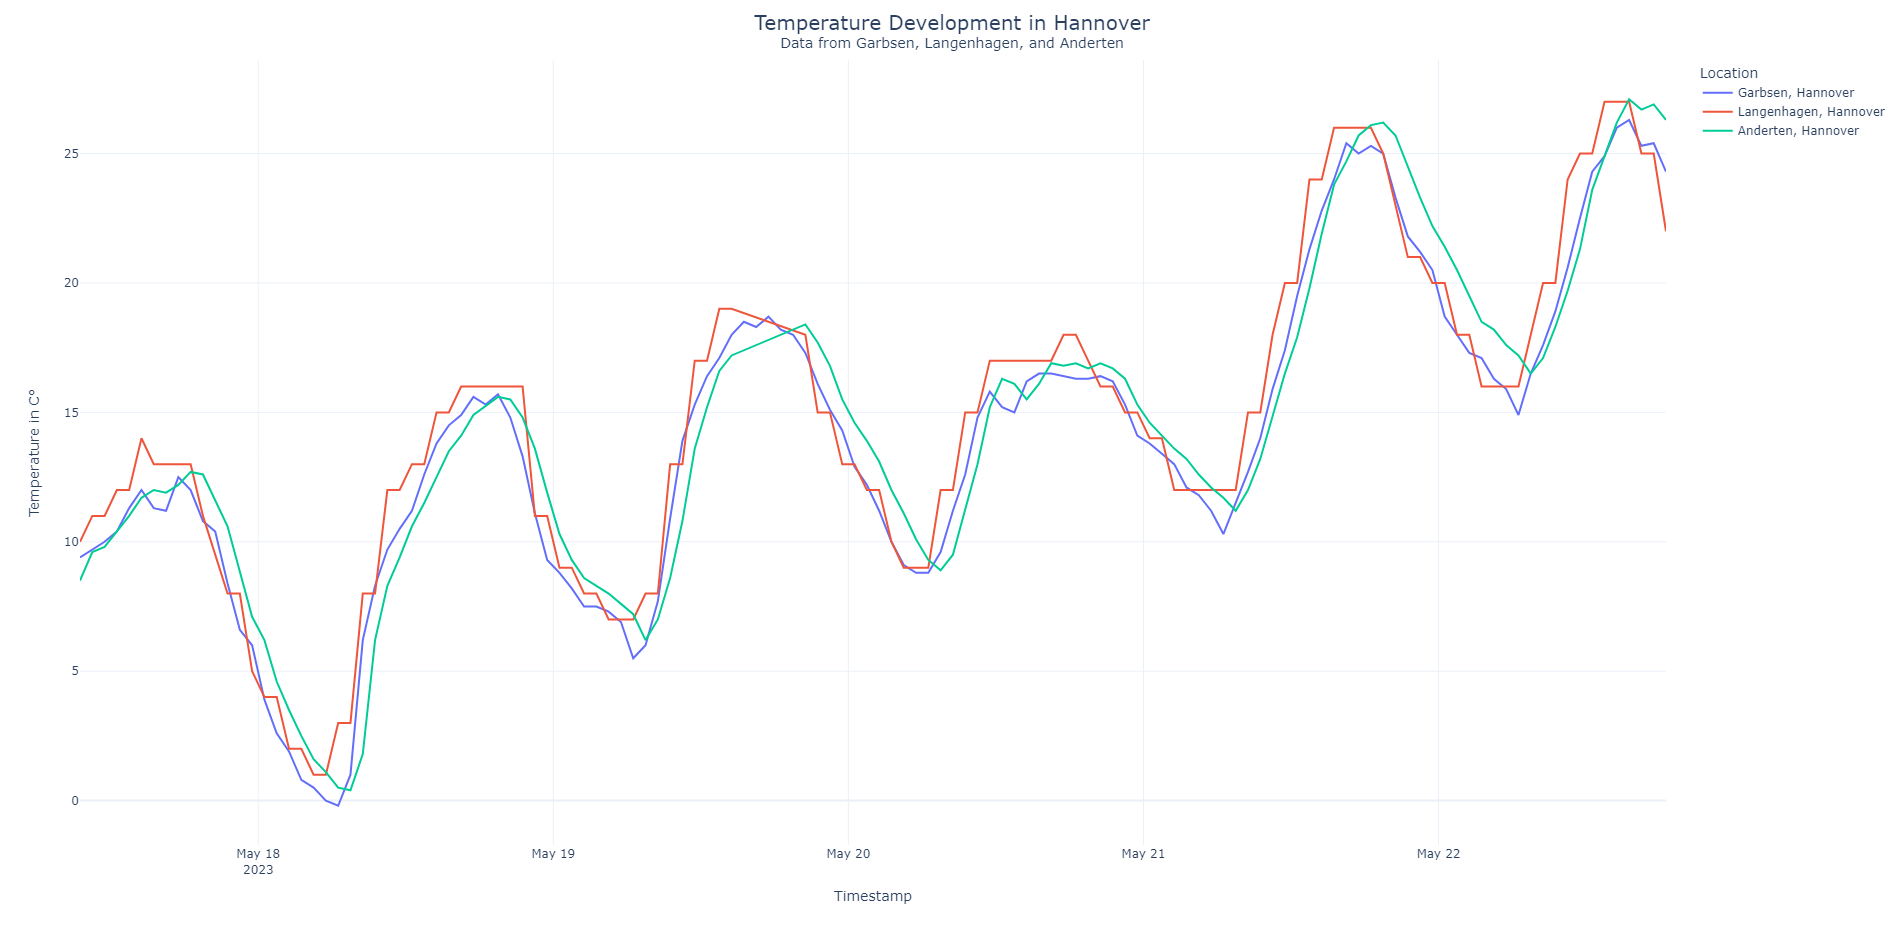 Temperature Development in Hannover
Data from Garbsen, Langenhagen, and Anderten
Location
Garbsen, Hannover
Langenhagen, Hannover
Anderten, Hannover
Temperature in C°
25
20
15
10
5
0
May 18
2023
May 19
May 20
May 21
May 22
Timestamp